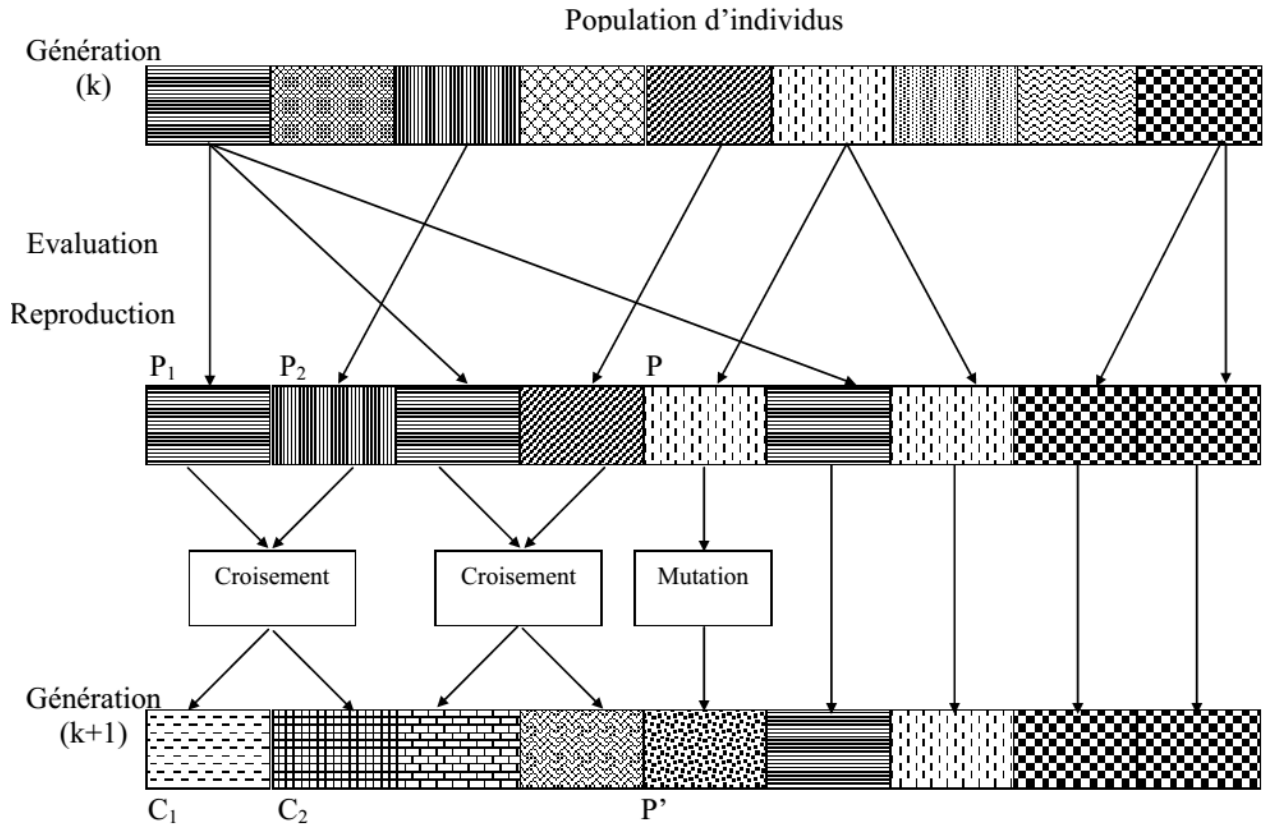 Population d'individus
Génération
(k)
Evaluation
Reproduction
P₁ P₂ P
Croisement Croisement Mutation
Génération
(k+1)
C₁ C₂ P’